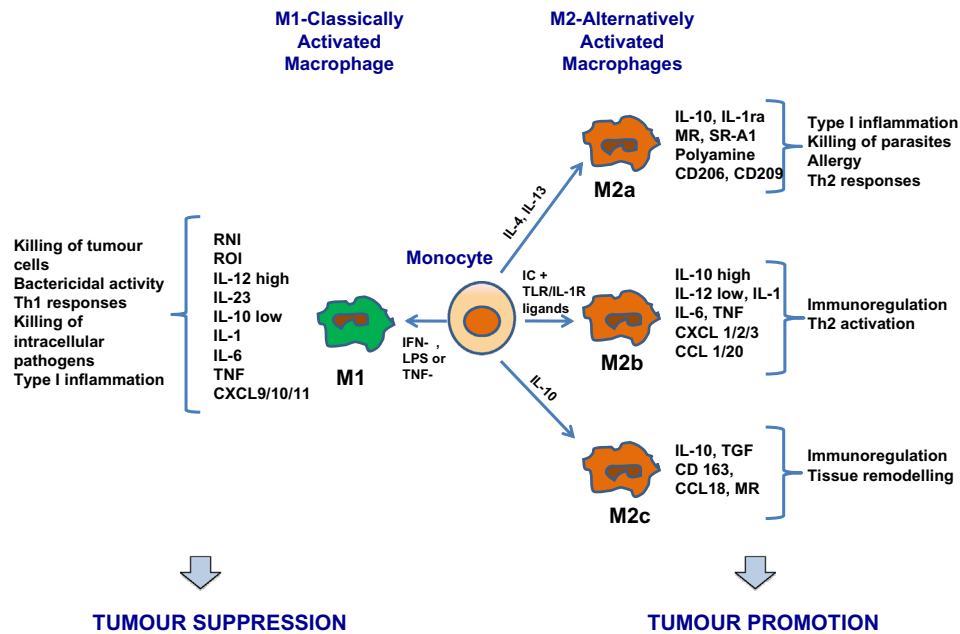 M1-Classically
Activated
Macrophage
M2-Alternatively
Activated
Macrophages
IL-10, IL-1ra
MR, SR-A1
Polyamine
CD206, CD209
Type I inflammation
Killing of parasites
Allergy
Th2 responses
M2a
IL-4, IL-13
Monocyte
Killing of tumour
cells
Bactericidal activity
Th1 responses
Killing of
intracellular
pathogens
Type I inflammation
RNI
ROI
IL-12 high
IL-23
IL-10 low
IL-1
IL-6
TNF
CXCL9/10/11
M1
IFN- ,
LPS or
TNF-
IC +
TLR/IL-1R
ligands
M2b
IL-10 high
IL-12 low, IL-1
IL-6, TNF
CXCL 1/2/3
CCL 1/20
Immunoregulation
Th2 activation
IL-10
M2c
IL-10, TGF
CD 163,
CCL18, MR
Immunoregulation
Tissue remodelling
TUMOUR SUPPRESSION
TUMOUR PROMOTION